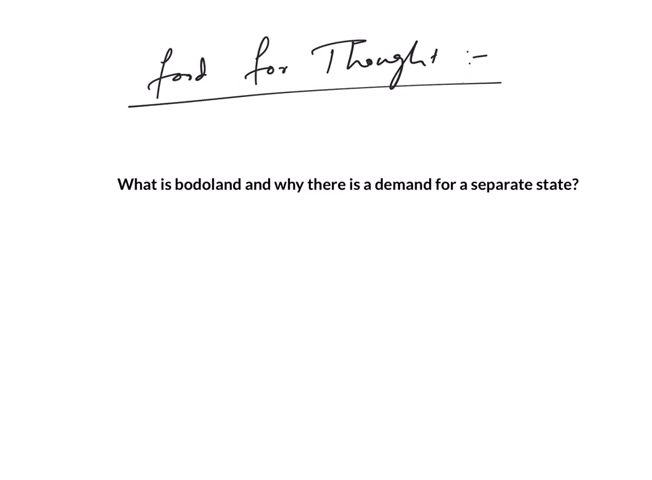 food for Thought :-
What is bodoland and why there is a demand for a separate state?